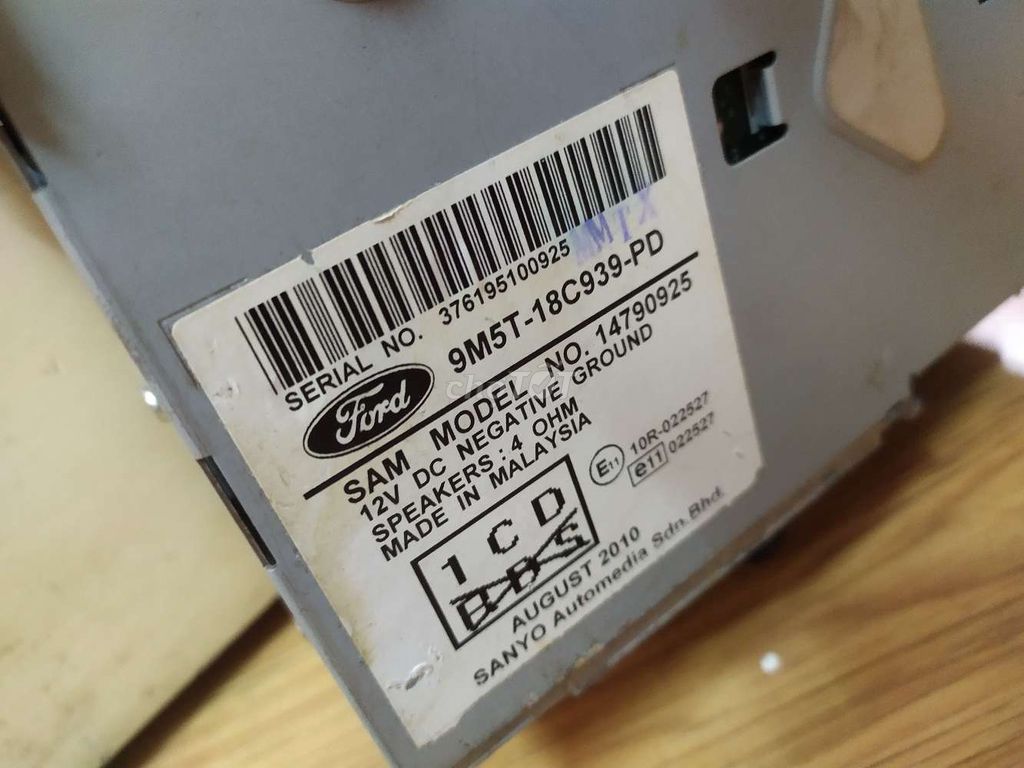 SERIAL NO. 376195100925
MTX
Ford 9M5T-18C939-PD
SAM MODEL NO. 14790925
12V DC NEGATIVE GROUND
SPEAKERS : 4 OHM
MADE IN MALAYSIA
E11 10R-022527
e11 022527
1 C D
AUGUST 2010
SANYO Automedia Sdn.Bhd.